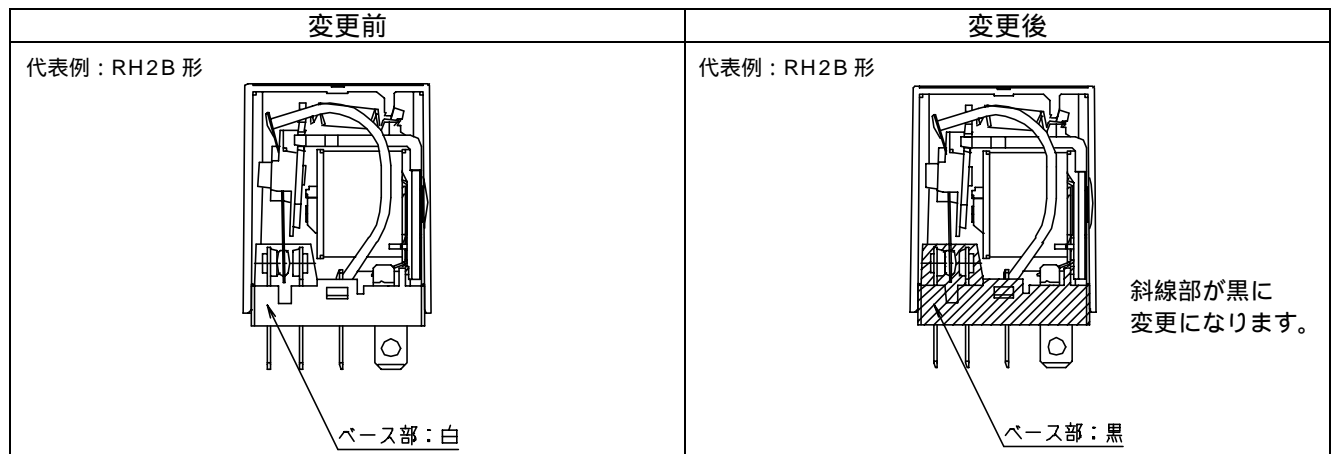 変更前
変更後
代表例：RH2B 形
ベース部：白
代表例：RH2B 形
斜線部が黒に
変更になります。
ベース部：黒